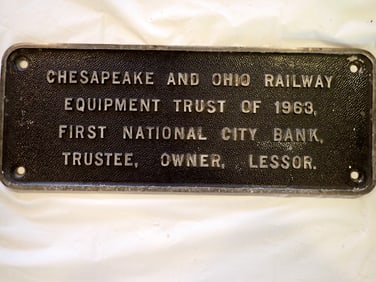 CHESAPEAKE AND OHIO RAILWAY
EQUIPMENT TRUST OF 1963,
FIRST NATIONAL CITY BANK,
TRUSTEE, OWNER, LESSOR.